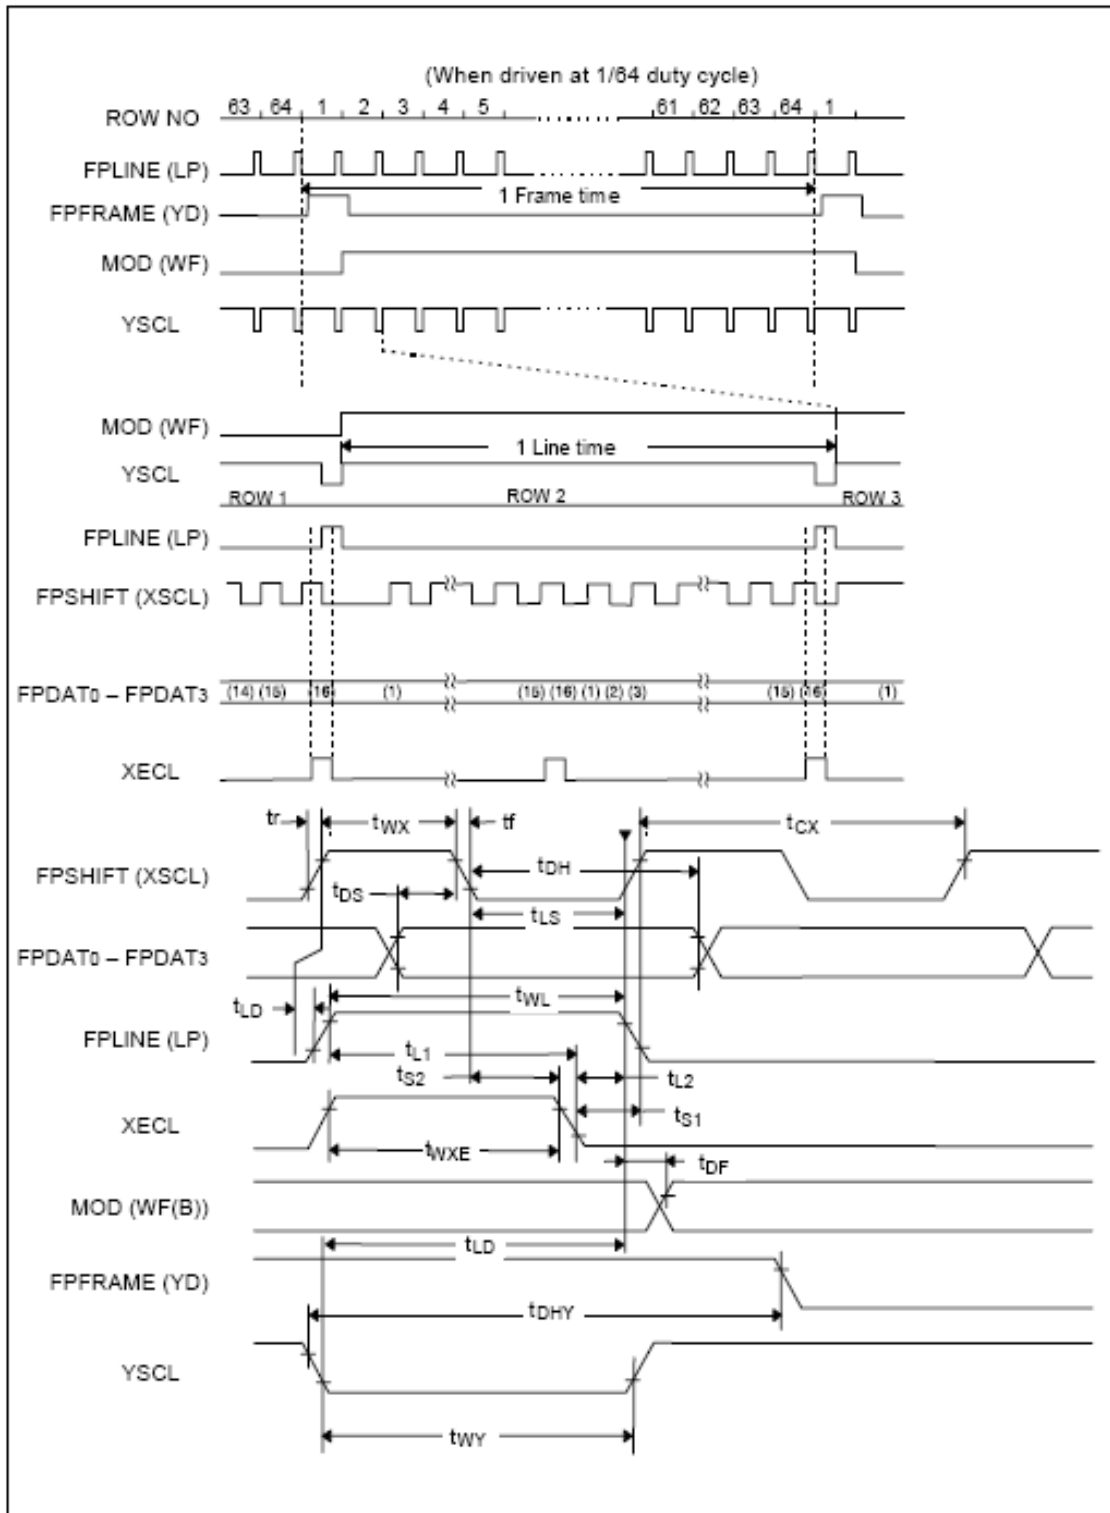 (When driven at 1/64 duty cycle)
ROW NO 63 64 1 2 3 4 5 61 62 63 64 1
FPLINE (LP)
1 Frame time
FPFRAME (YD)
MOD (WF)
YSCL
MOD (WF)
1 Line time
YSCL
ROW 1 ROW 2 ROW 3
FPLINE (LP)
FPSHIFT (XSCL)
FPDAT0 – FPDAT3 (14) (15) (16) (1) (15) (16) (1) (2) (3) (15) (16) (1)
XECL
tr tWX tf tCX
FPSHIFT (XSCL)
tDH
tDS
tLS
FPDAT0 – FPDAT3
tWL
tLD
FPLINE (LP)
tL1
tS2 tL2
XECL
tS1
tWXE
tDF
MOD (WF(B))
tLD
FPFRAME (YD)
tDHY
YSCL
tWY